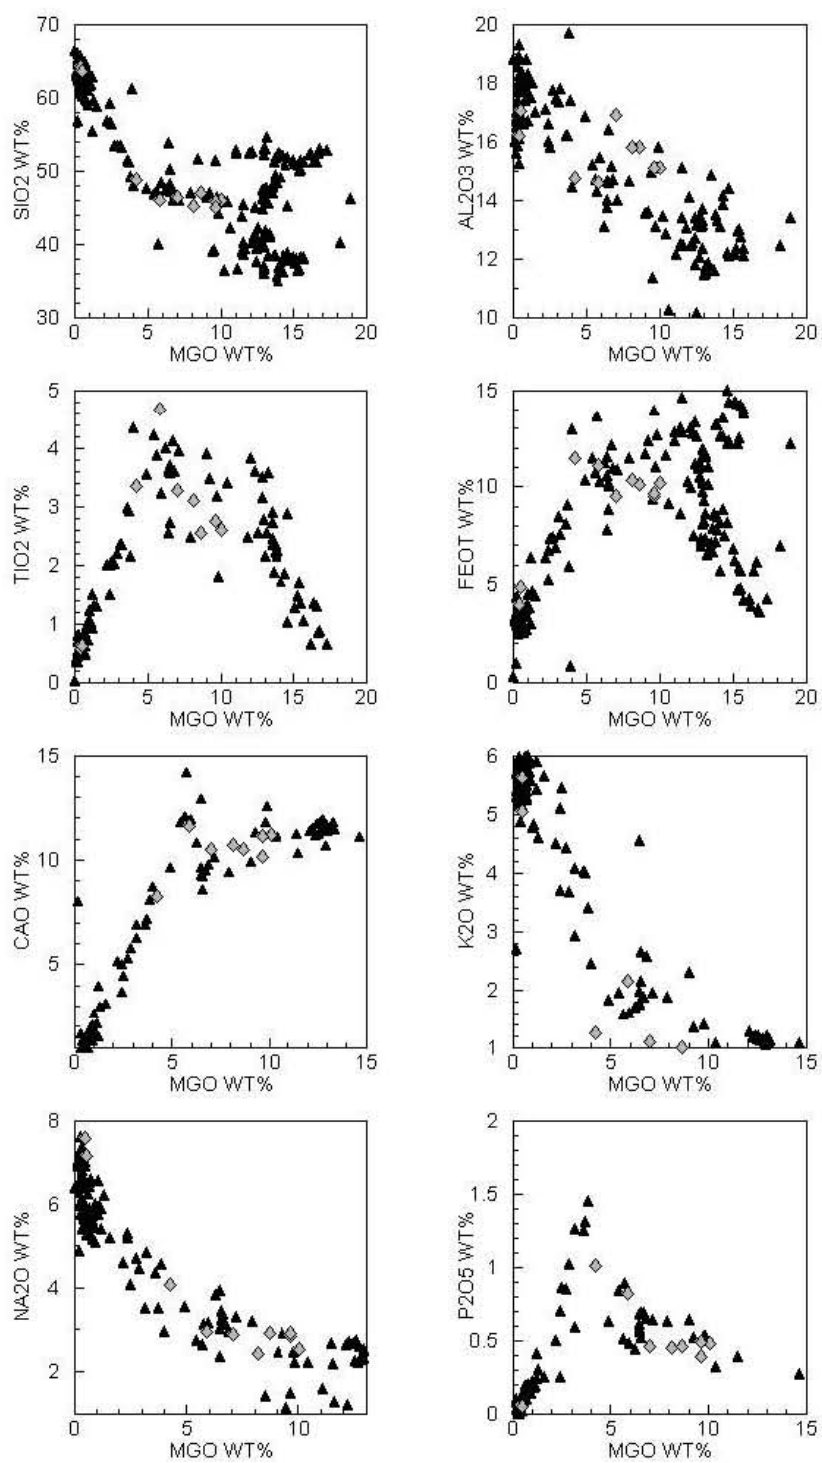 70
60
50
40
30
SIO2 WT%
0 5 10 15 20
MGO WT%
20
18
16
14
12
10
AL2O3 WT%
0 5 10 15 20
MGO WT%
5
4
3
2
1
0
TIO2 WT%
0 5 10 15 20
MGO WT%
15
10
5
0
FEOT WT%
0 5 10 15 20
MGO WT%
15
10
5
CAO WT%
0 5 10 15
MGO WT%
6
5
4
3
2
1
K2O WT%
0 5 10 15
MGO WT%
8
6
4
2
NA2O WT%
0 5 10
MGO WT%
2
1.5
1
0.5
0
P2O5 WT%
0 5 10 15
MGO WT%